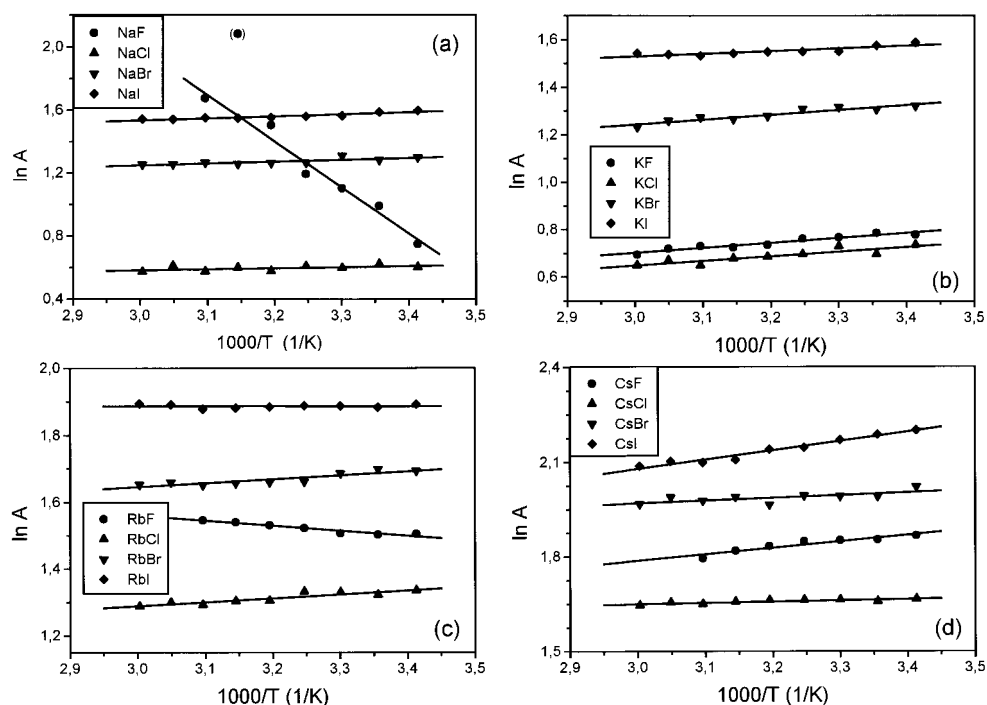 (a)
NaF
NaCl
NaBr
NaI
2,0
1,6
1,2
0,8
0,4
ln A
2,9 3,0 3,1 3,2 3,3 3,4 3,5
1000/T (1/K)
(b)
KF
KCl
KBr
KI
1,6
1,4
1,2
1,0
0,8
0,6
ln A
2,9 3,0 3,1 3,2 3,3 3,4 3,5
1000/T (1/K)
(c)
RbF
RbCl
RbBr
RbI
2,0
1,8
1,7
1,5
1,4
1,2
ln A
2,9 3,0 3,1 3,2 3,3 3,4 3,5
1000/T (1/K)
(d)
CsF
CsCl
CsBr
CsI
2,4
2,1
1,8
1,5
ln A
2,9 3,0 3,1 3,2 3,3 3,4 3,5
1000/T (1/K)